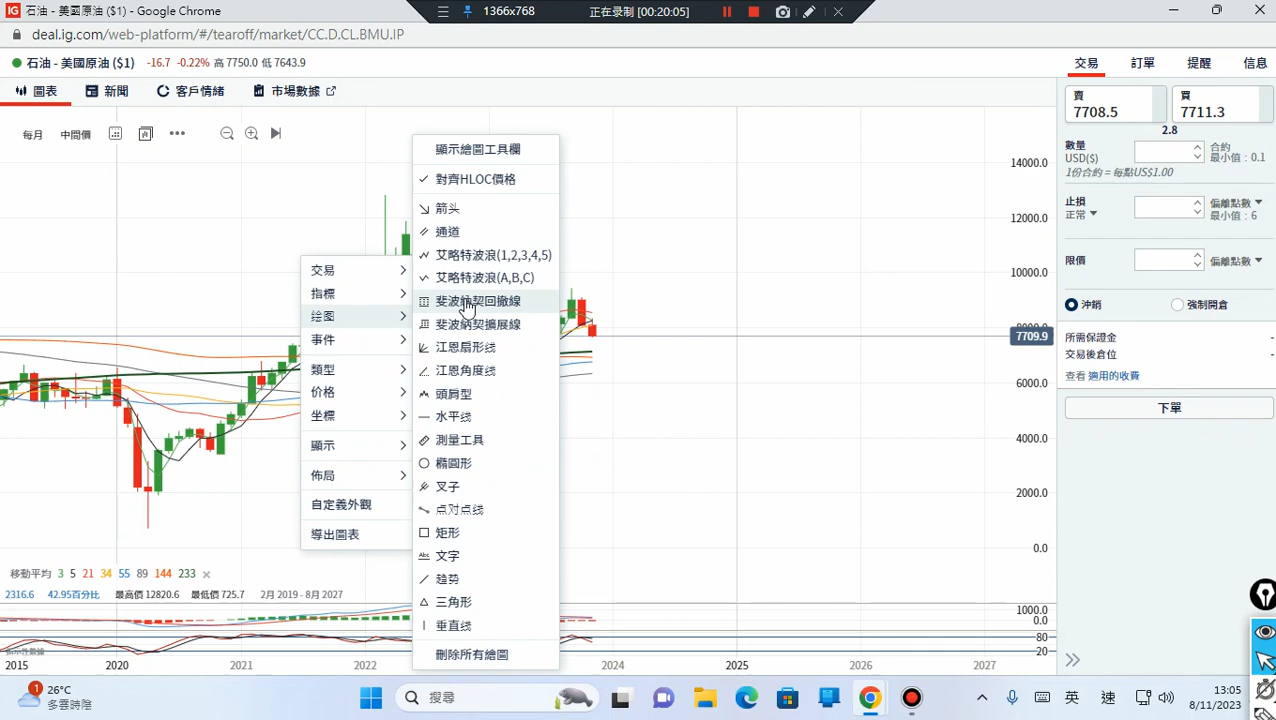 石油 - 美國原油 ($1) - Google Chrome
1366x768
正在录制 [00:20:05]
deal.ig.com/web-platform/#/tearoff/market/CC.D.CL.BMU.IP
石油 - 美國原油 ($1) -16.7 -0.22% 高 7750.0 低 7643.9
交易 訂單 提醒 信息
圖表 新聞 客戶情緒 市場數據
每月 中間價
賣 7708.5
買 7711.3
2.8
數量 USD($)
合約 最小值 : 0.1
1份合約 = 每點US$1.00
止損 正常
偏離點數 最小值 : 6
限價
偏離點數
沖銷 強制開倉
所需保證金 -
交易後倉位 -
查看 適用的收費
下單
顯示繪圖工具欄
對齊HLOC價格
箭头
通道
艾略特波浪(1,2,3,4,5)
艾略特波浪(A,B,C)
斐波納契回撤線
斐波納契擴展線
江恩扇形线
江恩角度线
頭肩型
水平线
測量工具
橢圓形
叉子
点对点线
矩形
文字
趋势
三角形
垂直线
刪除所有繪圖
交易
指標
绘图
事件
類型
价格
坐標
顯示
佈局
自定義外觀
導出圖表
14000.0
12000.0
10000.0
7709.9
6000.0
4000.0
2000.0
0.0
移動平均 3 5 21 34 55 89 144 233
2316.6 42.95百分比 最高價 12820.6 最低價 725.7 2月 2019 - 8月 2027
1000.0
0.0
80
20
2015 2020 2021 2022 2024 2025 2026 2027
1
26°C
多雲時陰
搜尋
英
速
13:05
8/11/2023